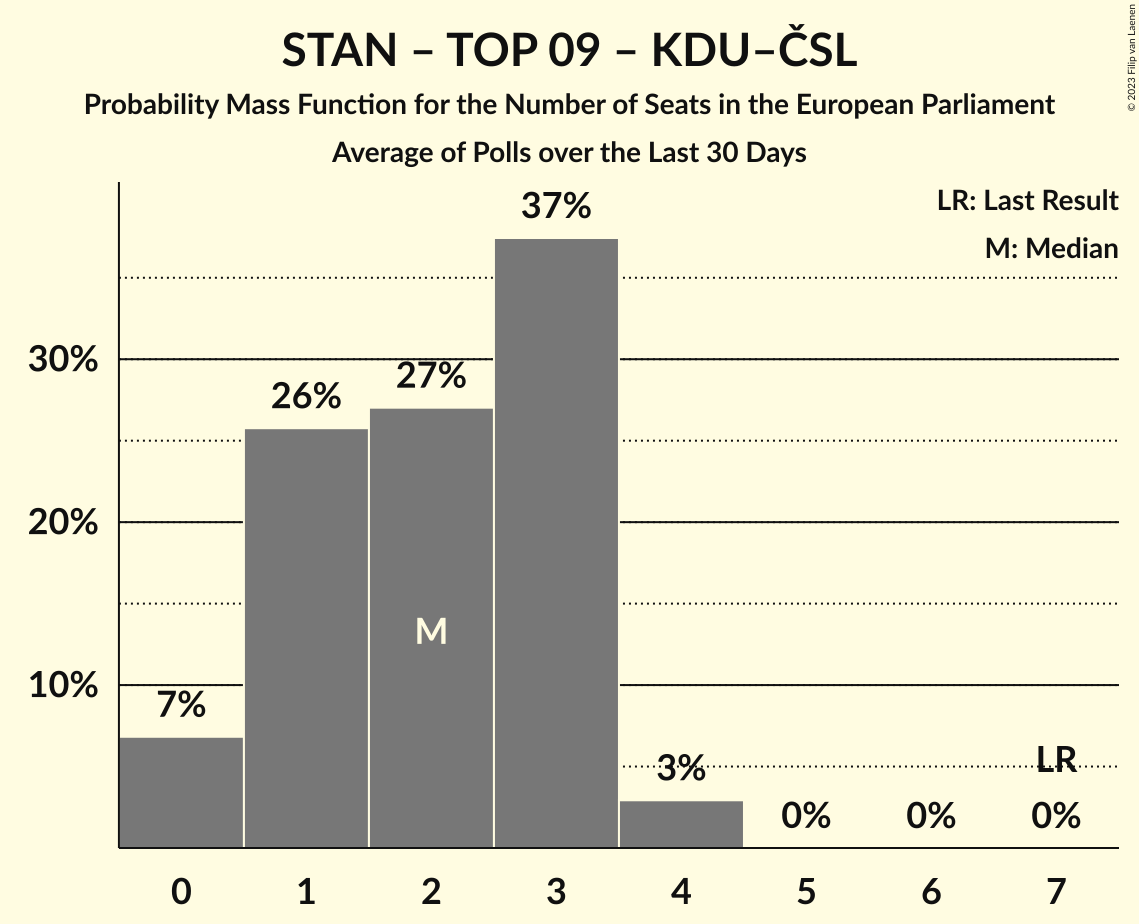 STAN – TOP 09 – KDU–ČSL
Probability Mass Function for the Number of Seats in the European Parliament
Average of Polls over the Last 30 Days
© 2023 Filip van Laenen
LR: Last Result
M: Median
37%
30%
27%
26%
20%
M
10%
7%
3%
LR
0%
0%
0%
0 1 2 3 4 5 6 7